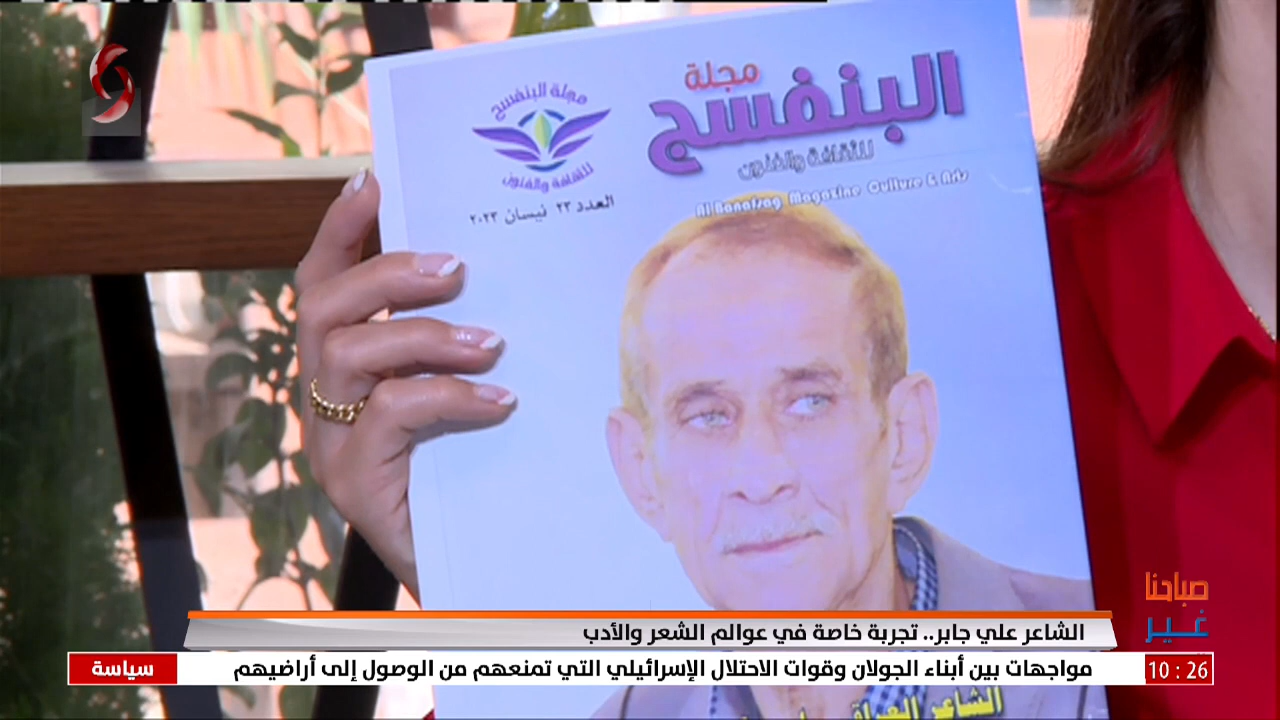 مجلة
البنفسج
للثقافة والفنون
Al Banafsag Magazine Culture & Arts
مجلة البنفسج
للثقافة والفنون
العدد ٢٣ نيسان ٢٠٢٣
صباحنا
غير
الشاعر علي جابر.. تجربة خاصة في عوالم الشعر والأدب
10 : 26
مواجهات بين أبناء الجولان وقوات الاحتلال الإسرائيلي التي تمنعهم من الوصول إلى أراضيهم
سياسة
الشاعر